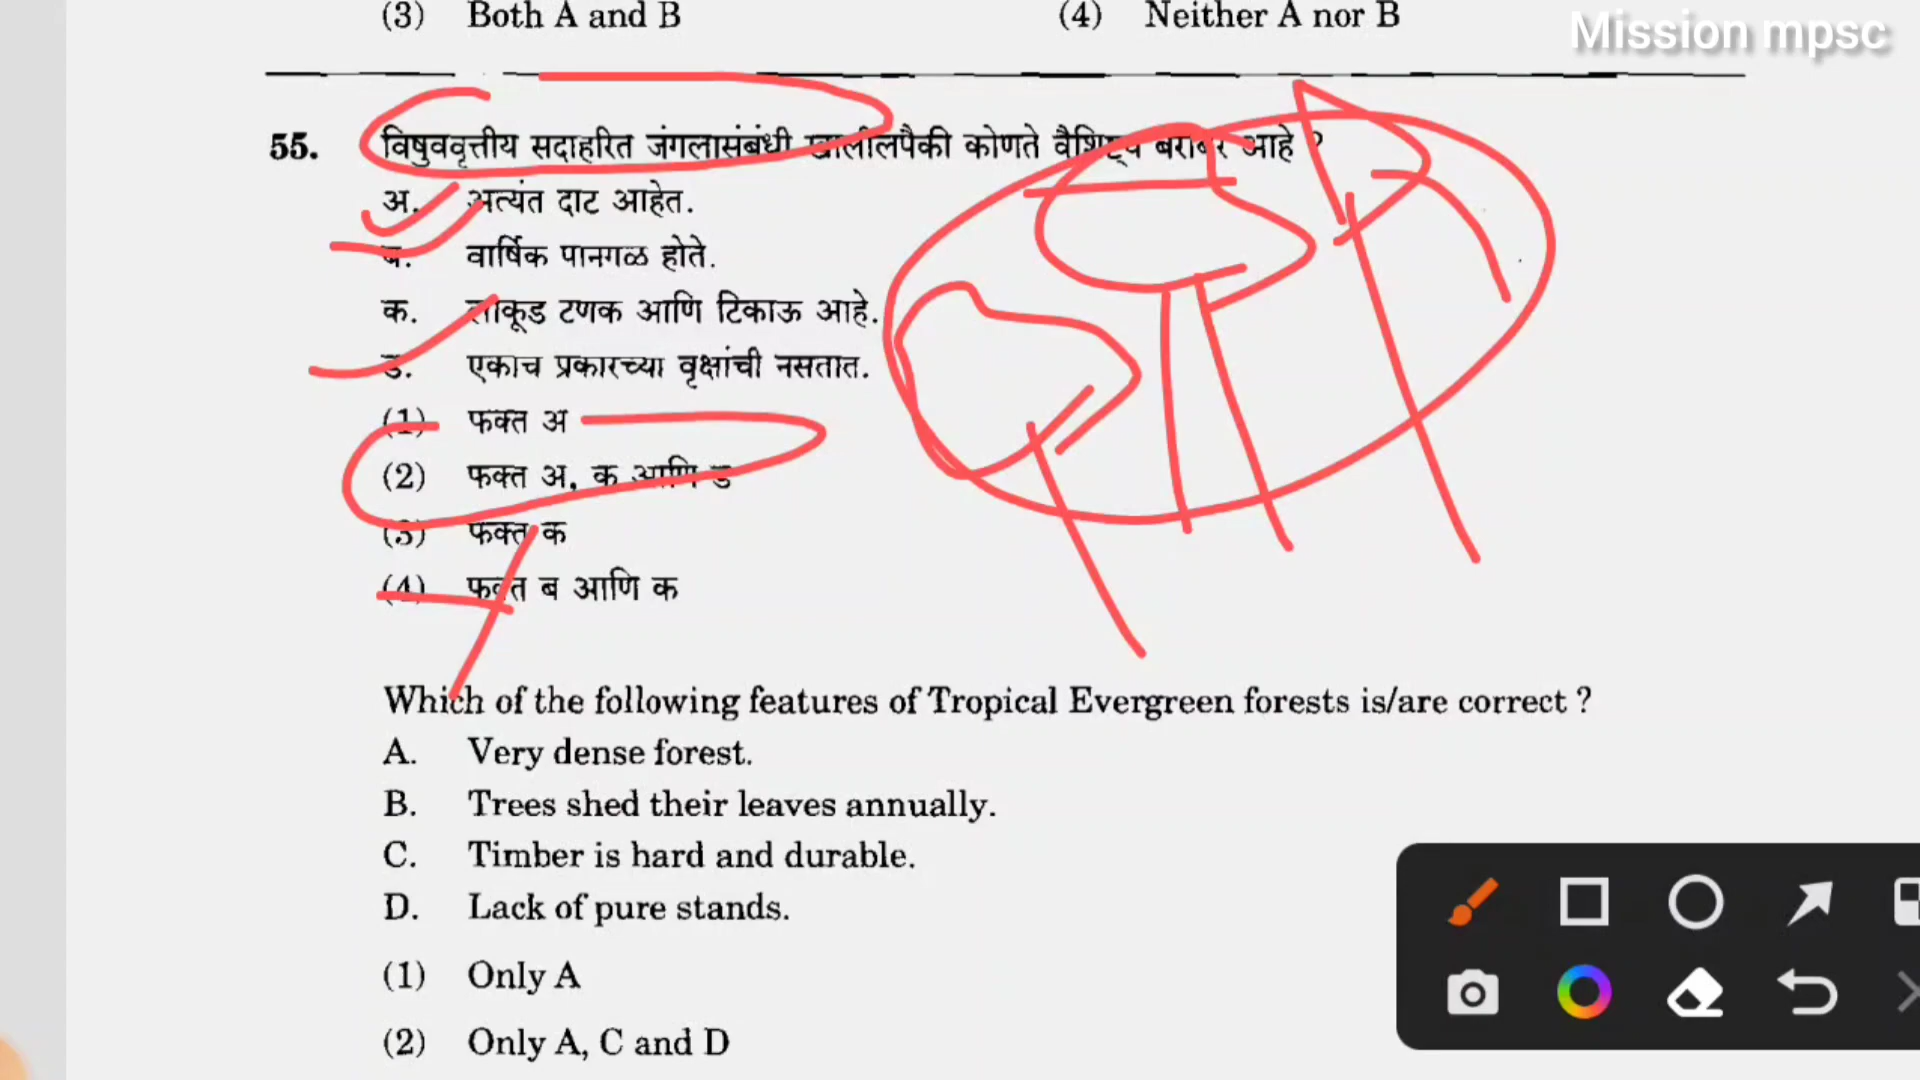 (3) Both A and B
(4) Neither A nor B
Mission mpsc
55. विषुववृत्तीय सदाहरित जंगलासंबंधी खालीलपैकी कोणते वैशिष्ट्य बरोबर आहे ?
अ. अत्यंत दाट आहेत.
ब. वार्षिक पानगळ होते.
क. लाकूड टणक आणि टिकाऊ आहे.
ड. एकाच प्रकारच्या वृक्षांची नसतात.
(1) फक्त अ
(2) फक्त अ, क आणि ड
(3) फक्त क
(4) फक्त ब आणि क
Which of the following features of Tropical Evergreen forests is/are correct ?
A. Very dense forest.
B. Trees shed their leaves annually.
C. Timber is hard and durable.
D. Lack of pure stands.
(1) Only A
(2) Only A, C and D